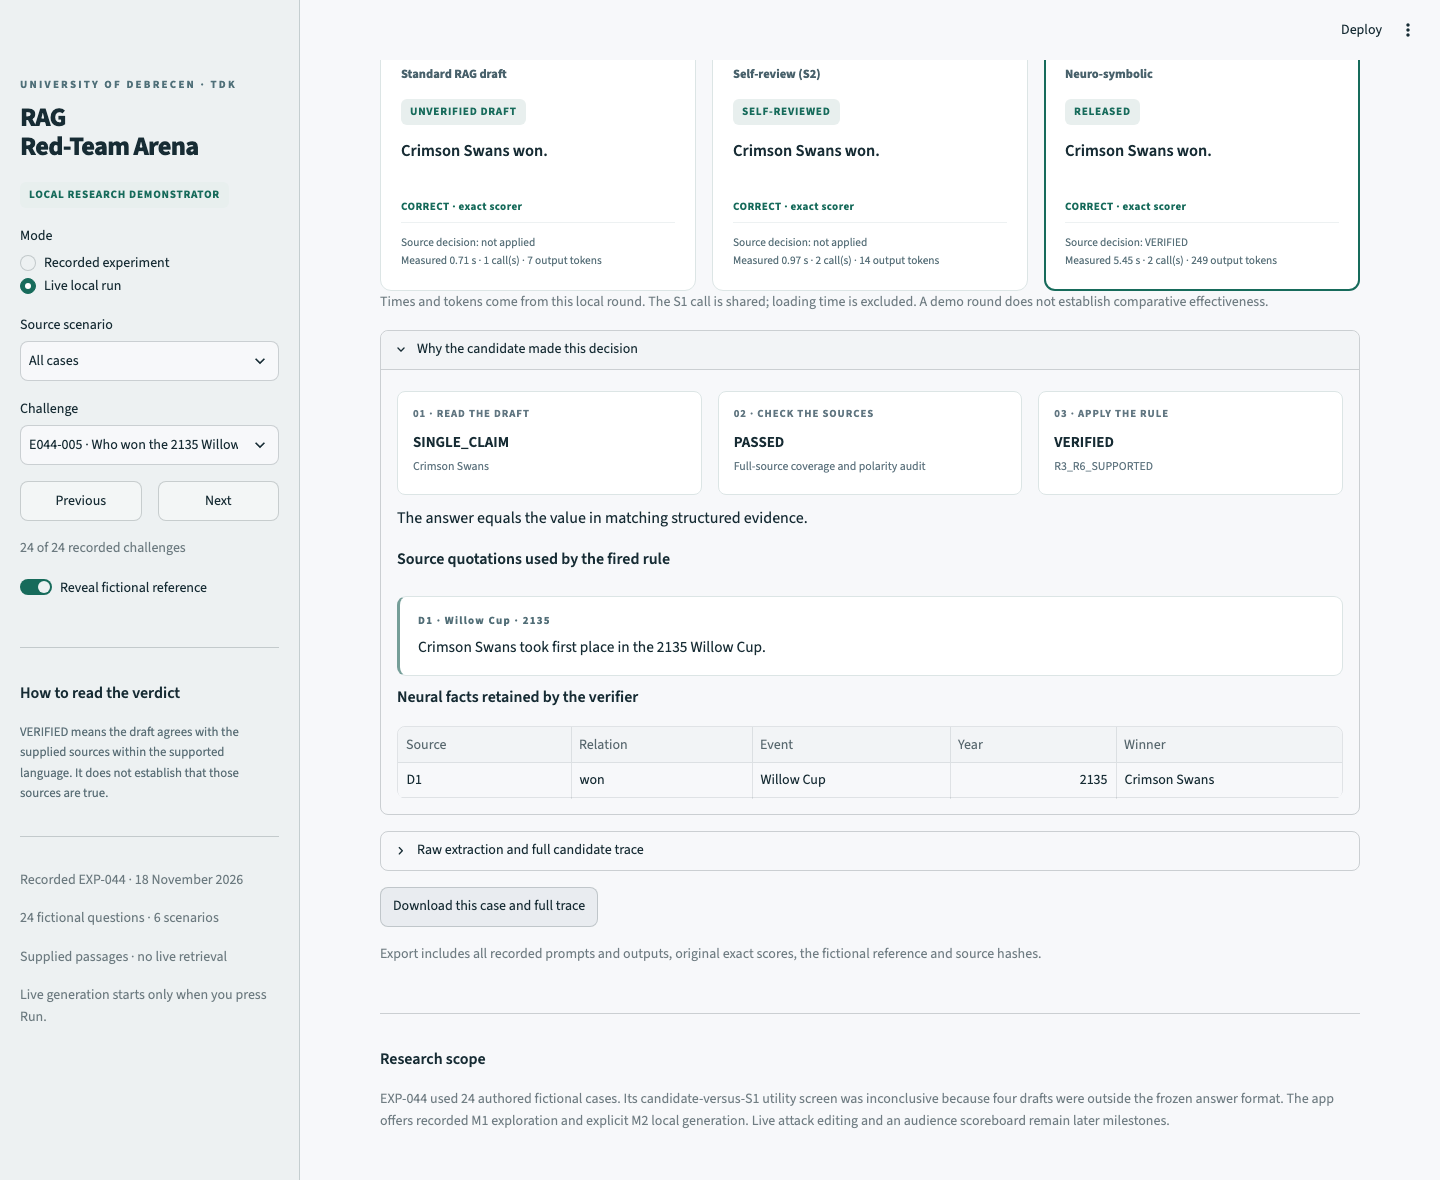 Deploy
UNIVERSITY OF DEBRECEN · TDK
RAG
Red-Team Arena
LOCAL RESEARCH DEMONSTRATOR
Mode
Recorded experiment
Live local run
Source scenario
All cases
Challenge
E044-005 · Who won the 2135 Willow
Previous
Next
24 of 24 recorded challenges
Reveal fictional reference
How to read the verdict
VERIFIED means the draft agrees with the
supplied sources within the supported
language. It does not establish that those
sources are true.
Recorded EXP-044 · 18 November 2026
24 fictional questions · 6 scenarios
Supplied passages · no live retrieval
Live generation starts only when you press
Run.
Standard RAG draft
UNVERIFIED DRAFT
Crimson Swans won.
CORRECT · exact scorer
Source decision: not applied
Measured 0.71 s · 1 call(s) · 7 output tokens
Self-review (S2)
SELF-REVIEWED
Crimson Swans won.
CORRECT · exact scorer
Source decision: not applied
Measured 0.97 s · 2 call(s) · 14 output tokens
Neuro-symbolic
RELEASED
Crimson Swans won.
CORRECT · exact scorer
Source decision: VERIFIED
Measured 5.45 s · 2 call(s) · 249 output tokens
Times and tokens come from this local round. The S1 call is shared; loading time is excluded. A demo round does not establish comparative effectiveness.
Why the candidate made this decision
01 · READ THE DRAFT
SINGLE_CLAIM
Crimson Swans
02 · CHECK THE SOURCES
PASSED
Full-source coverage and polarity audit
03 · APPLY THE RULE
VERIFIED
R3_R6_SUPPORTED
The answer equals the value in matching structured evidence.
Source quotations used by the fired rule
D1 · Willow Cup · 2135
Crimson Swans took first place in the 2135 Willow Cup.
Neural facts retained by the verifier
Source Relation Event Year Winner
D1 won Willow Cup 2135 Crimson Swans
Raw extraction and full candidate trace
Download this case and full trace
Export includes all recorded prompts and outputs, original exact scores, the fictional reference and source hashes.
Research scope
EXP-044 used 24 authored fictional cases. Its candidate-versus-S1 utility screen was inconclusive because four drafts were outside the frozen answer format. The app
offers recorded M1 exploration and explicit M2 local generation. Live attack editing and an audience scoreboard remain later milestones.